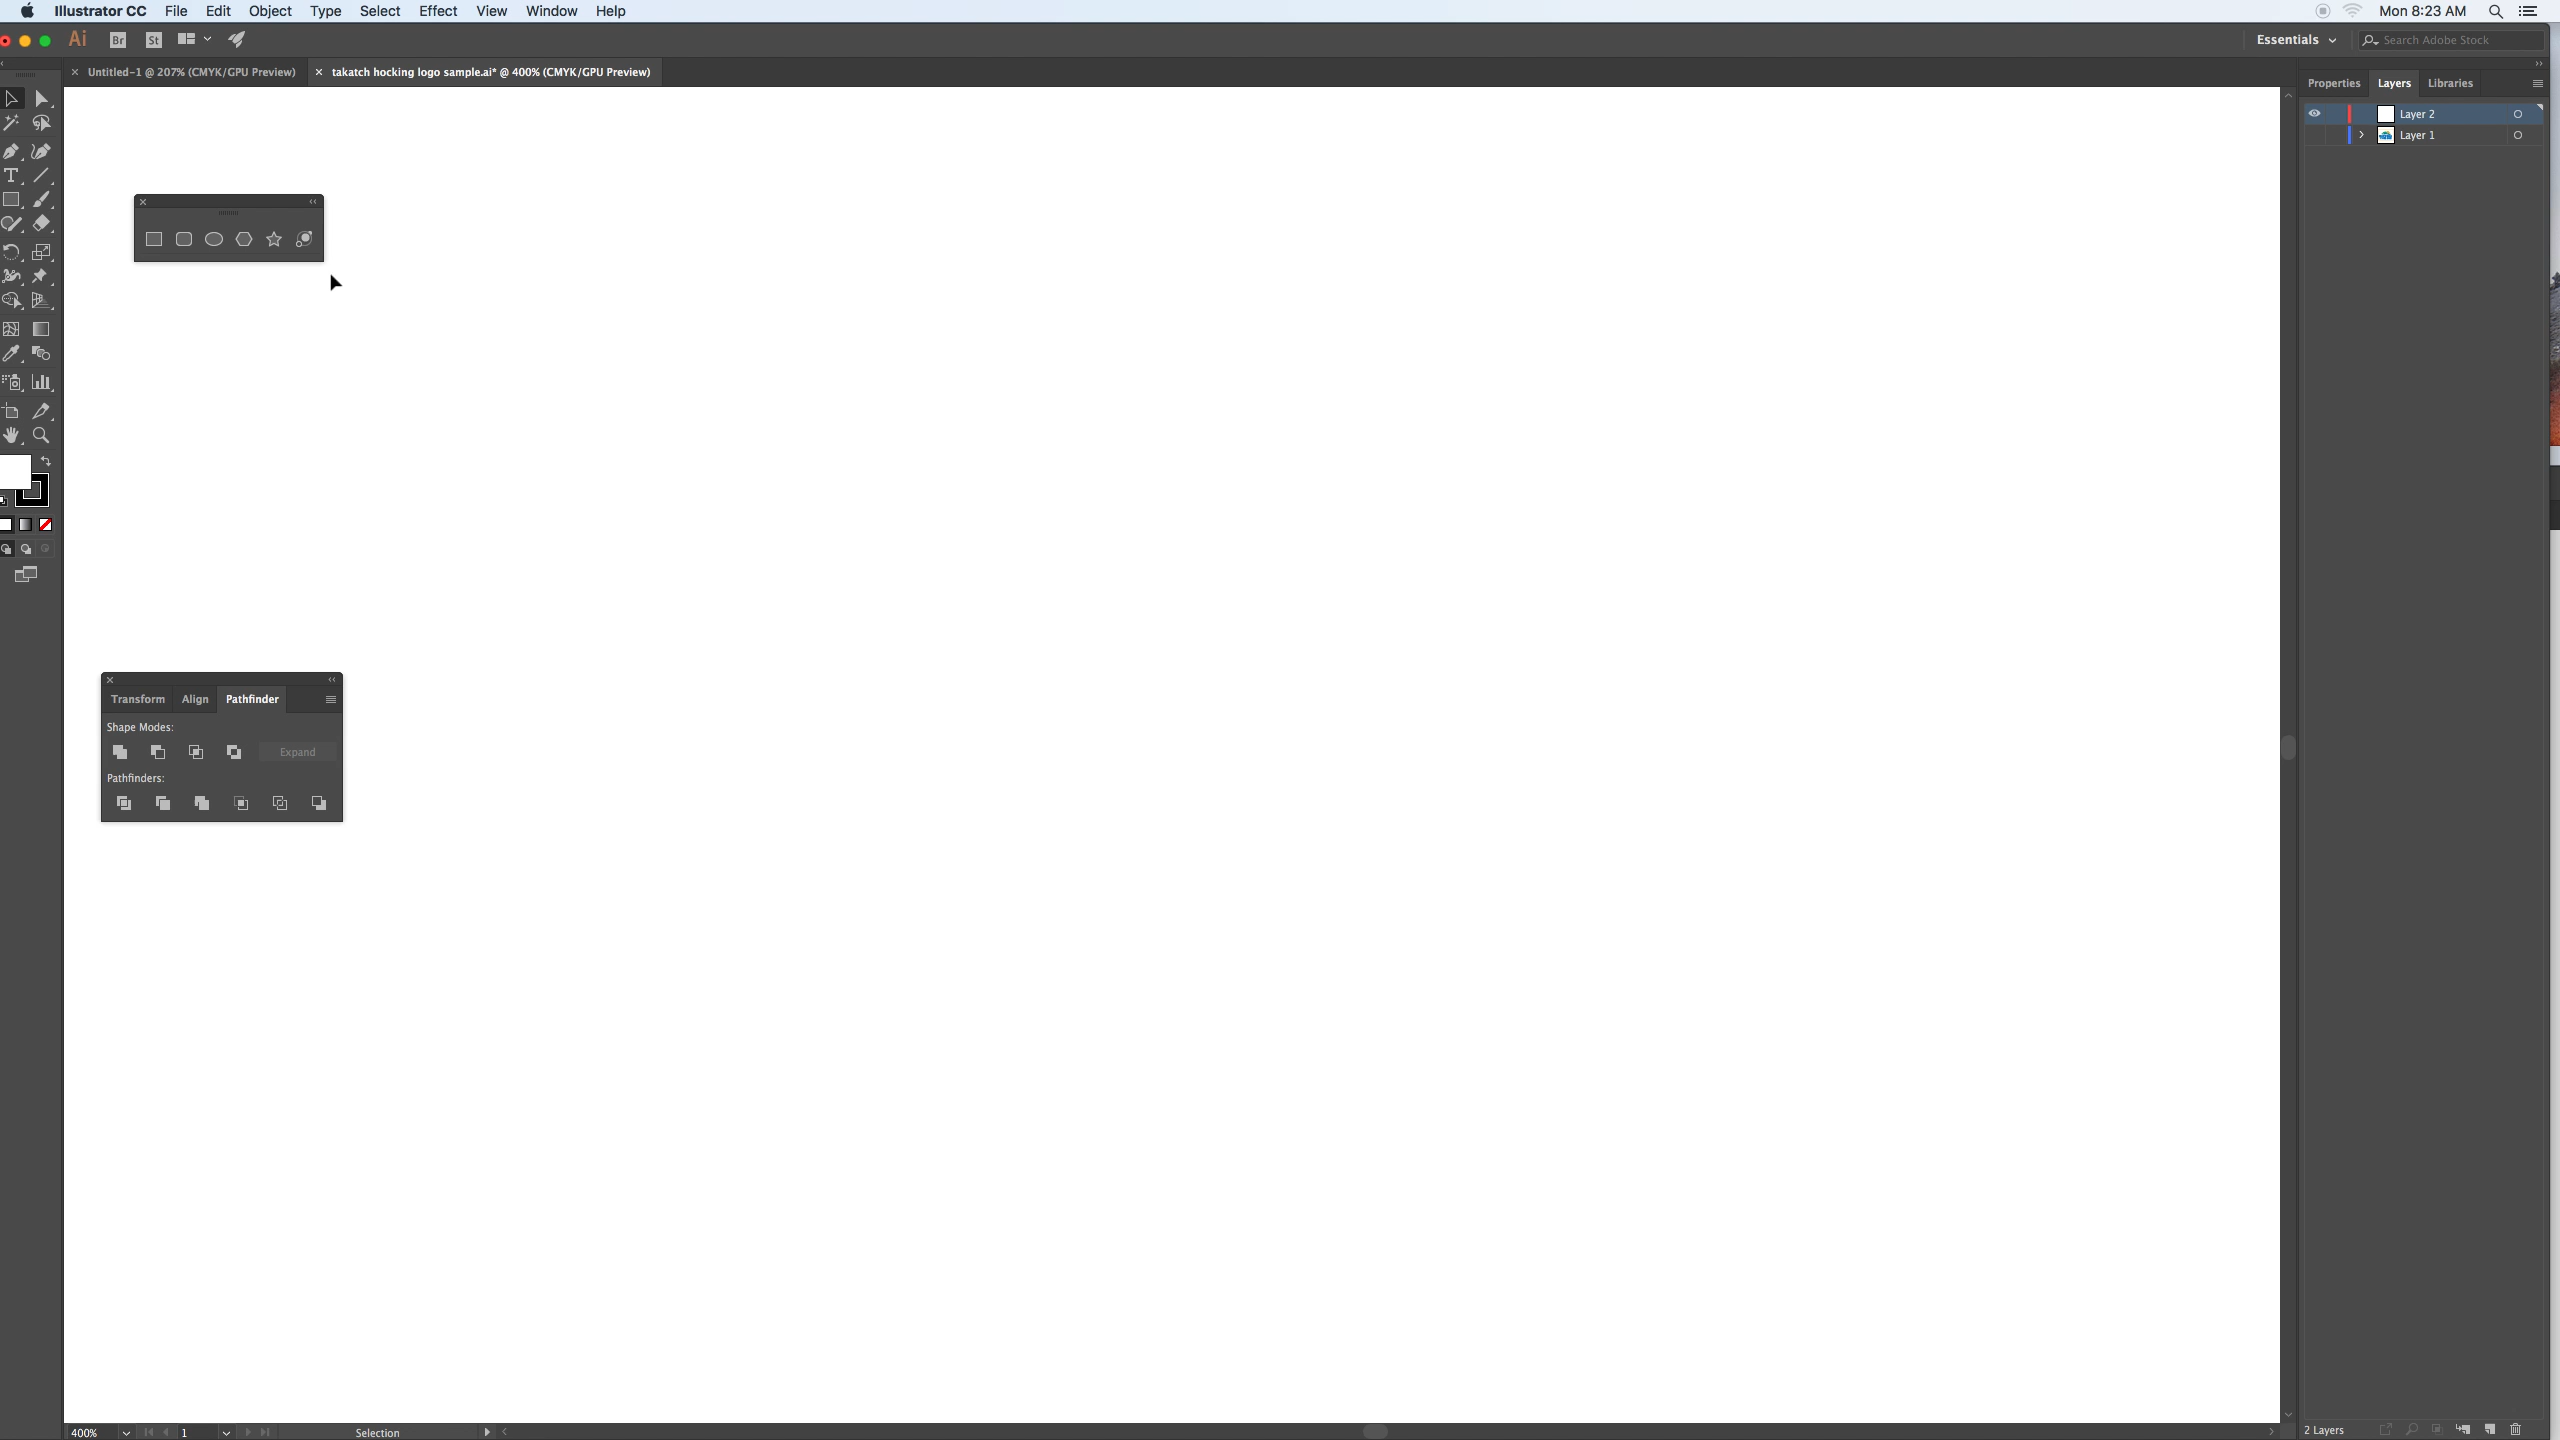 Illustrator CC File Edit Object Type Select Effect View Window Help Mon 8:23 AM
Ai Br St Essentials Search Adobe Stock
Untitled-1 @ 207% (CMYK/GPU Preview) takatch hocking logo sample.ai* @ 400% (CMYK/GPU Preview)
Properties Layers Libraries
Layer 2
Layer 1
T
Transform Align Pathfinder
Shape Modes:
Expand
Pathfinders:
400% 1 Selection 2 Layers